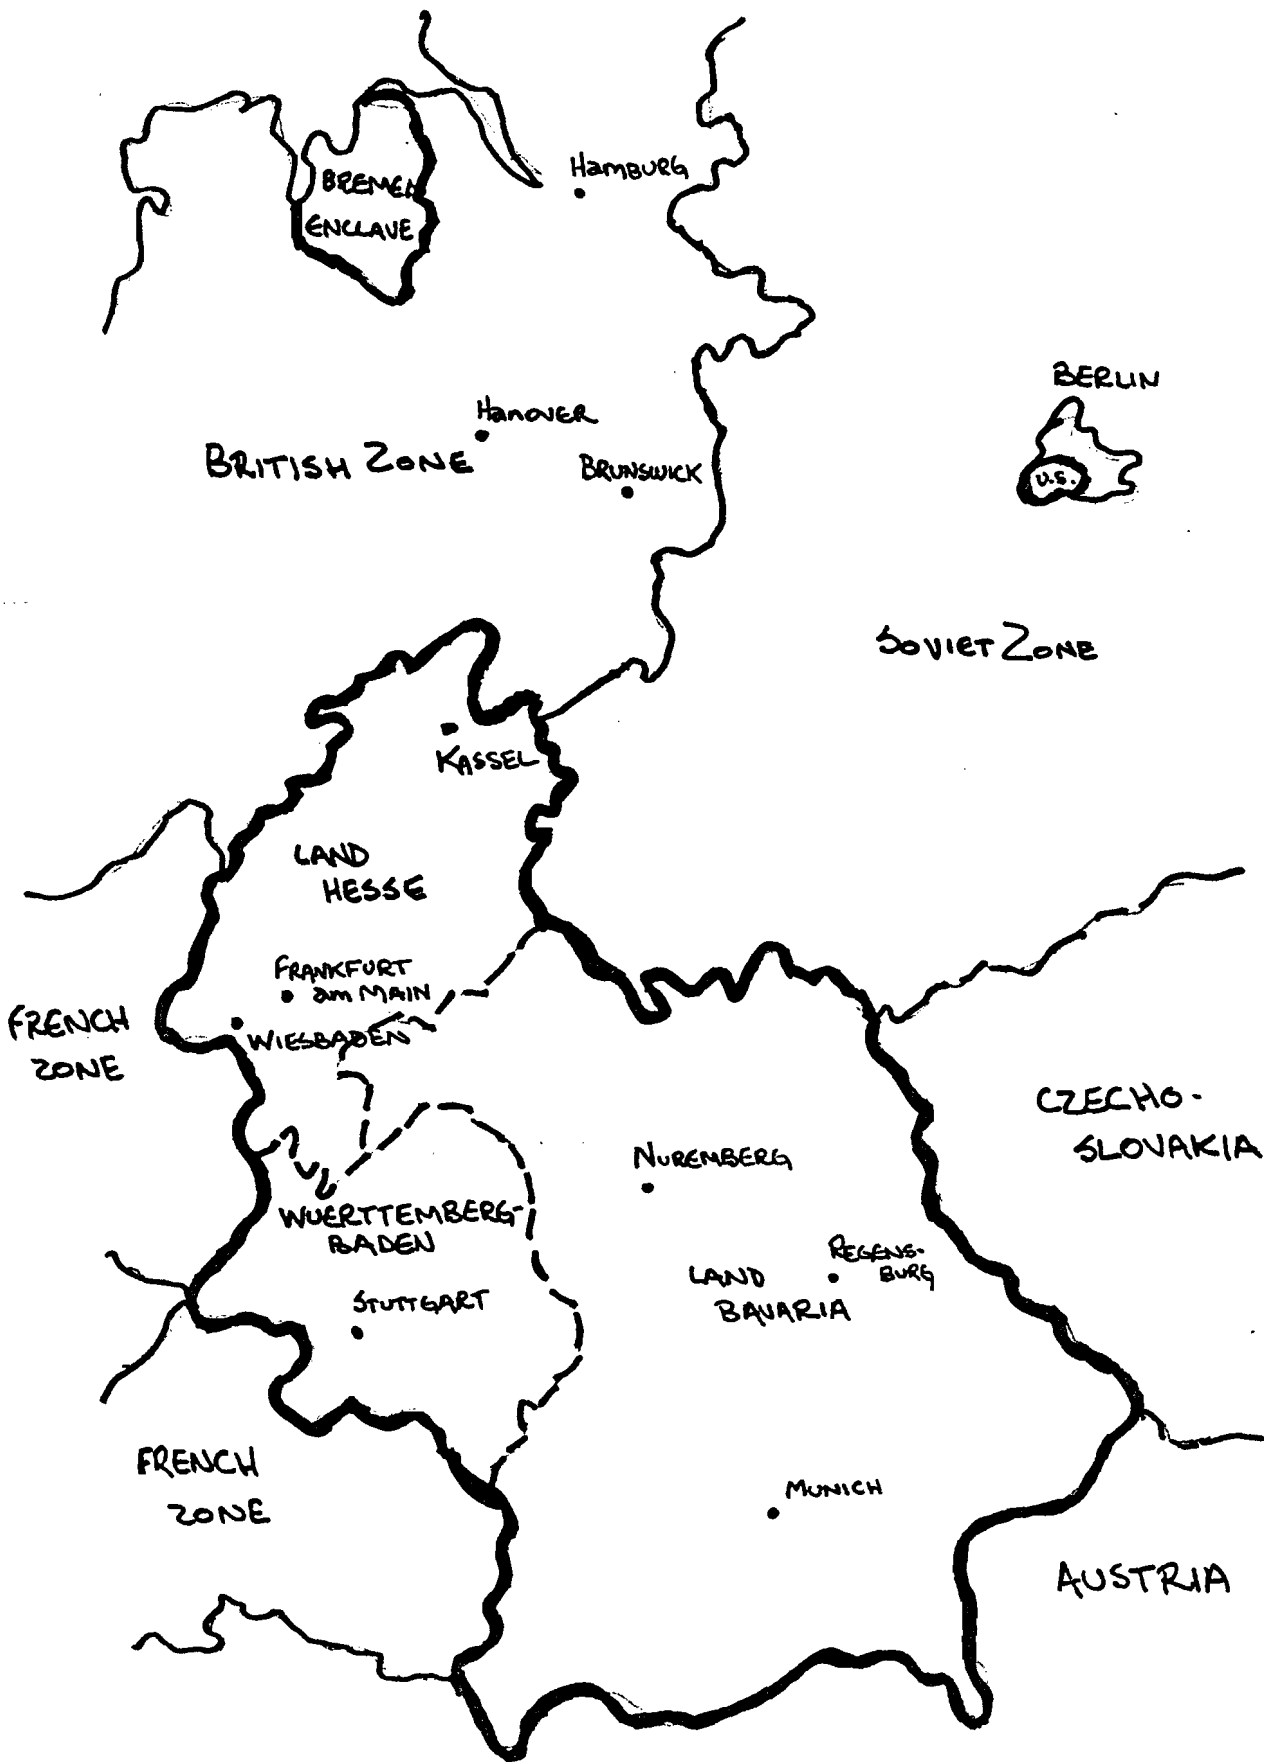 Hamburg
BREMEN
ENCLAVE
BERLIN
U.S.
Hanover
BRITISH ZONE
BRUNSWICK
SOVIET ZONE
KASSEL
LAND
HESSE
FRANKFURT
am MAIN
WIESBADEN
FRENCH
ZONE
CZECHO-
SLOVAKIA
NUREMBERG
WUERTTEMBERG-
BADEN
REGENS-
BURG
LAND
BAVARIA
STUTTGART
FRENCH
ZONE
MUNICH
AUSTRIA